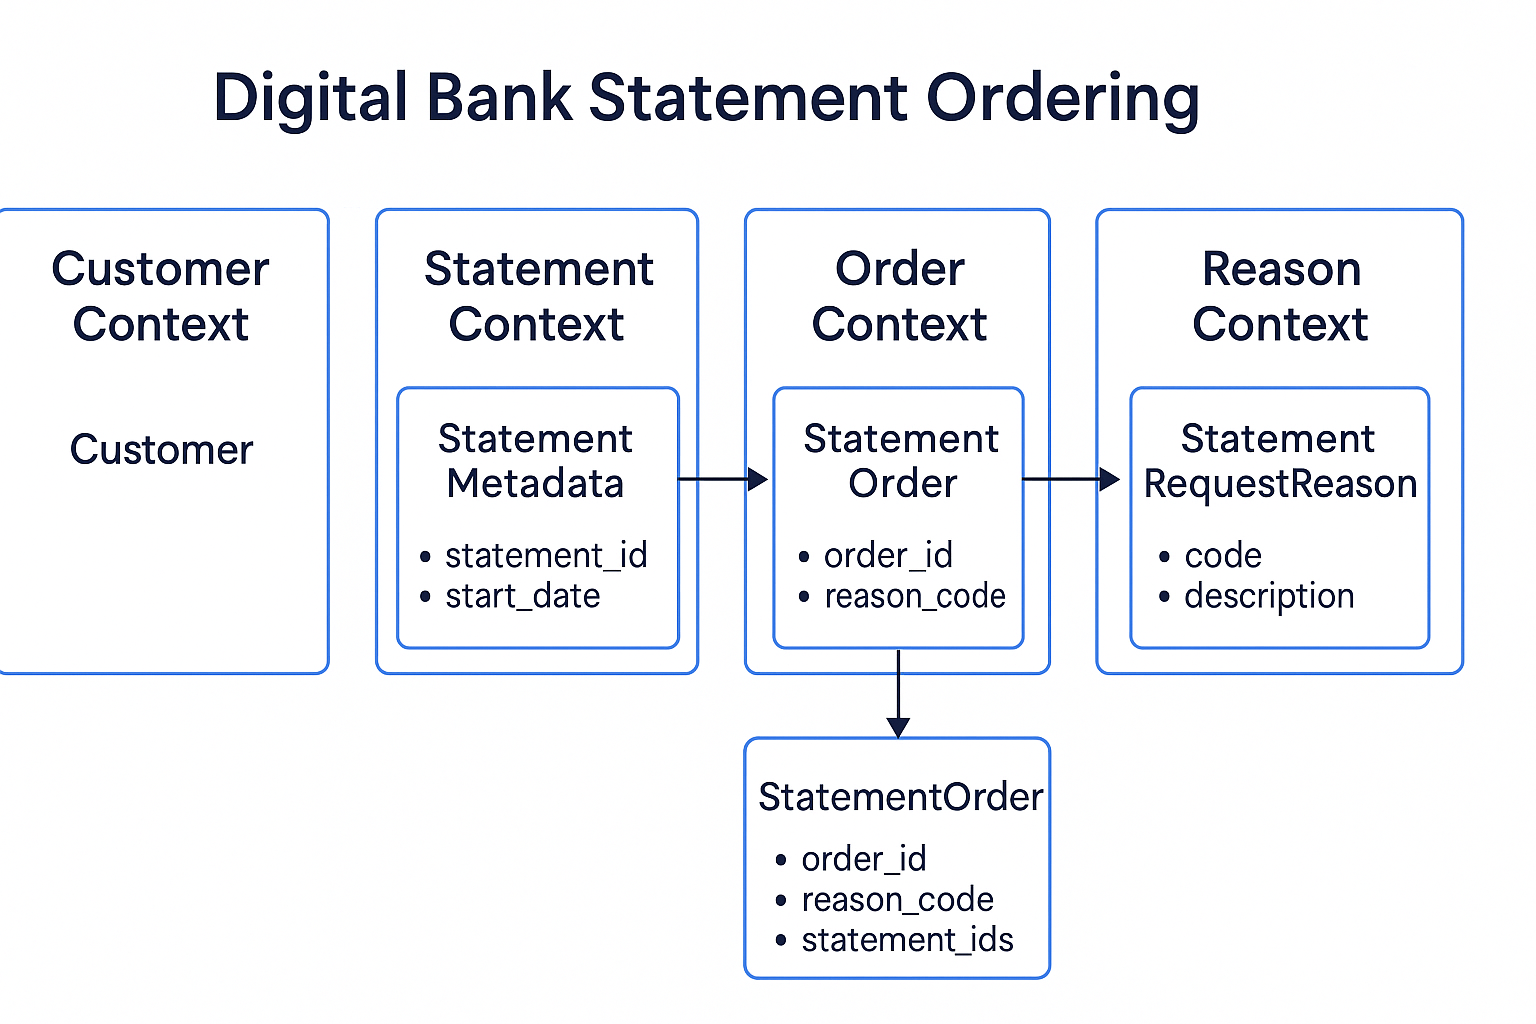 Digital Bank Statement Ordering
Customer
Context
Customer
Statement
Context
Statement
Metadata
• statement_id
• start_date
Order
Context
Statement
Order
• order_id
• reason_code
Reason
Context
Statement
RequestReason
• code
• description
StatementOrder
• order_id
• reason_code
• statement_ids